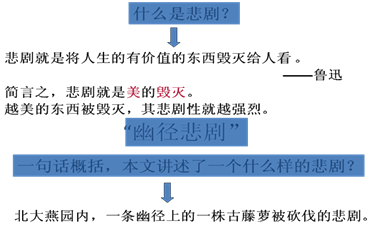 什么是悲剧？
悲剧就是将人生的有价值的东西毁灭给人看。
——鲁迅
简言之，悲剧就是美的毁灭。
越美的东西被毁灭，其悲剧性就越强烈。
“幽径悲剧”
一句话概括，本文讲述了一个什么样的悲剧？
北大燕园内，一条幽径上的一株古藤萝被砍伐的悲剧。